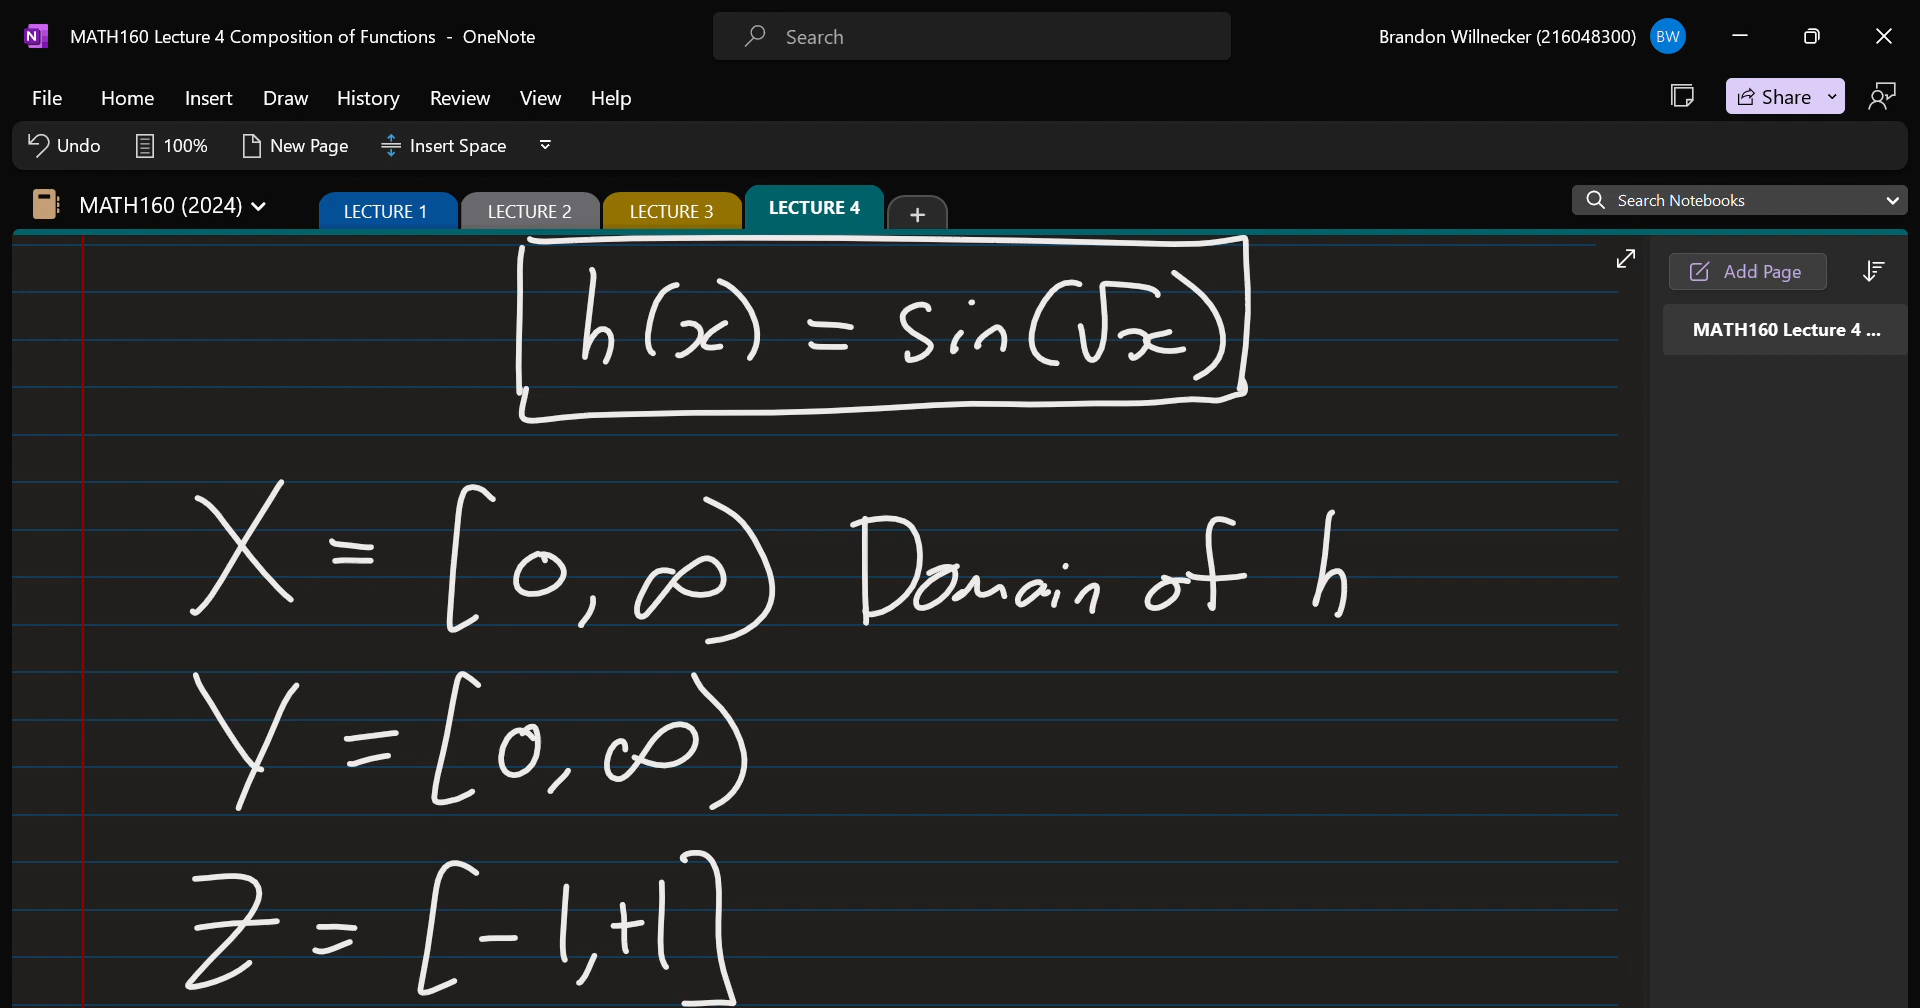 MATH160 Lecture 4 Composition of Functions - OneNote
Search
Brandon Willnecker (216048300) BW
File Home Insert Draw History Review View Help
Share
Undo 100% New Page Insert Space
MATH160 (2024) LECTURE 1 LECTURE 2 LECTURE 3 LECTURE 4 +
Search Notebooks
Add Page
MATH160 Lecture 4 ...
h(x) = sin(√x)
X = [0, ∞) Domain of h
Y = [0, ∞)
Z = [-1, +1]